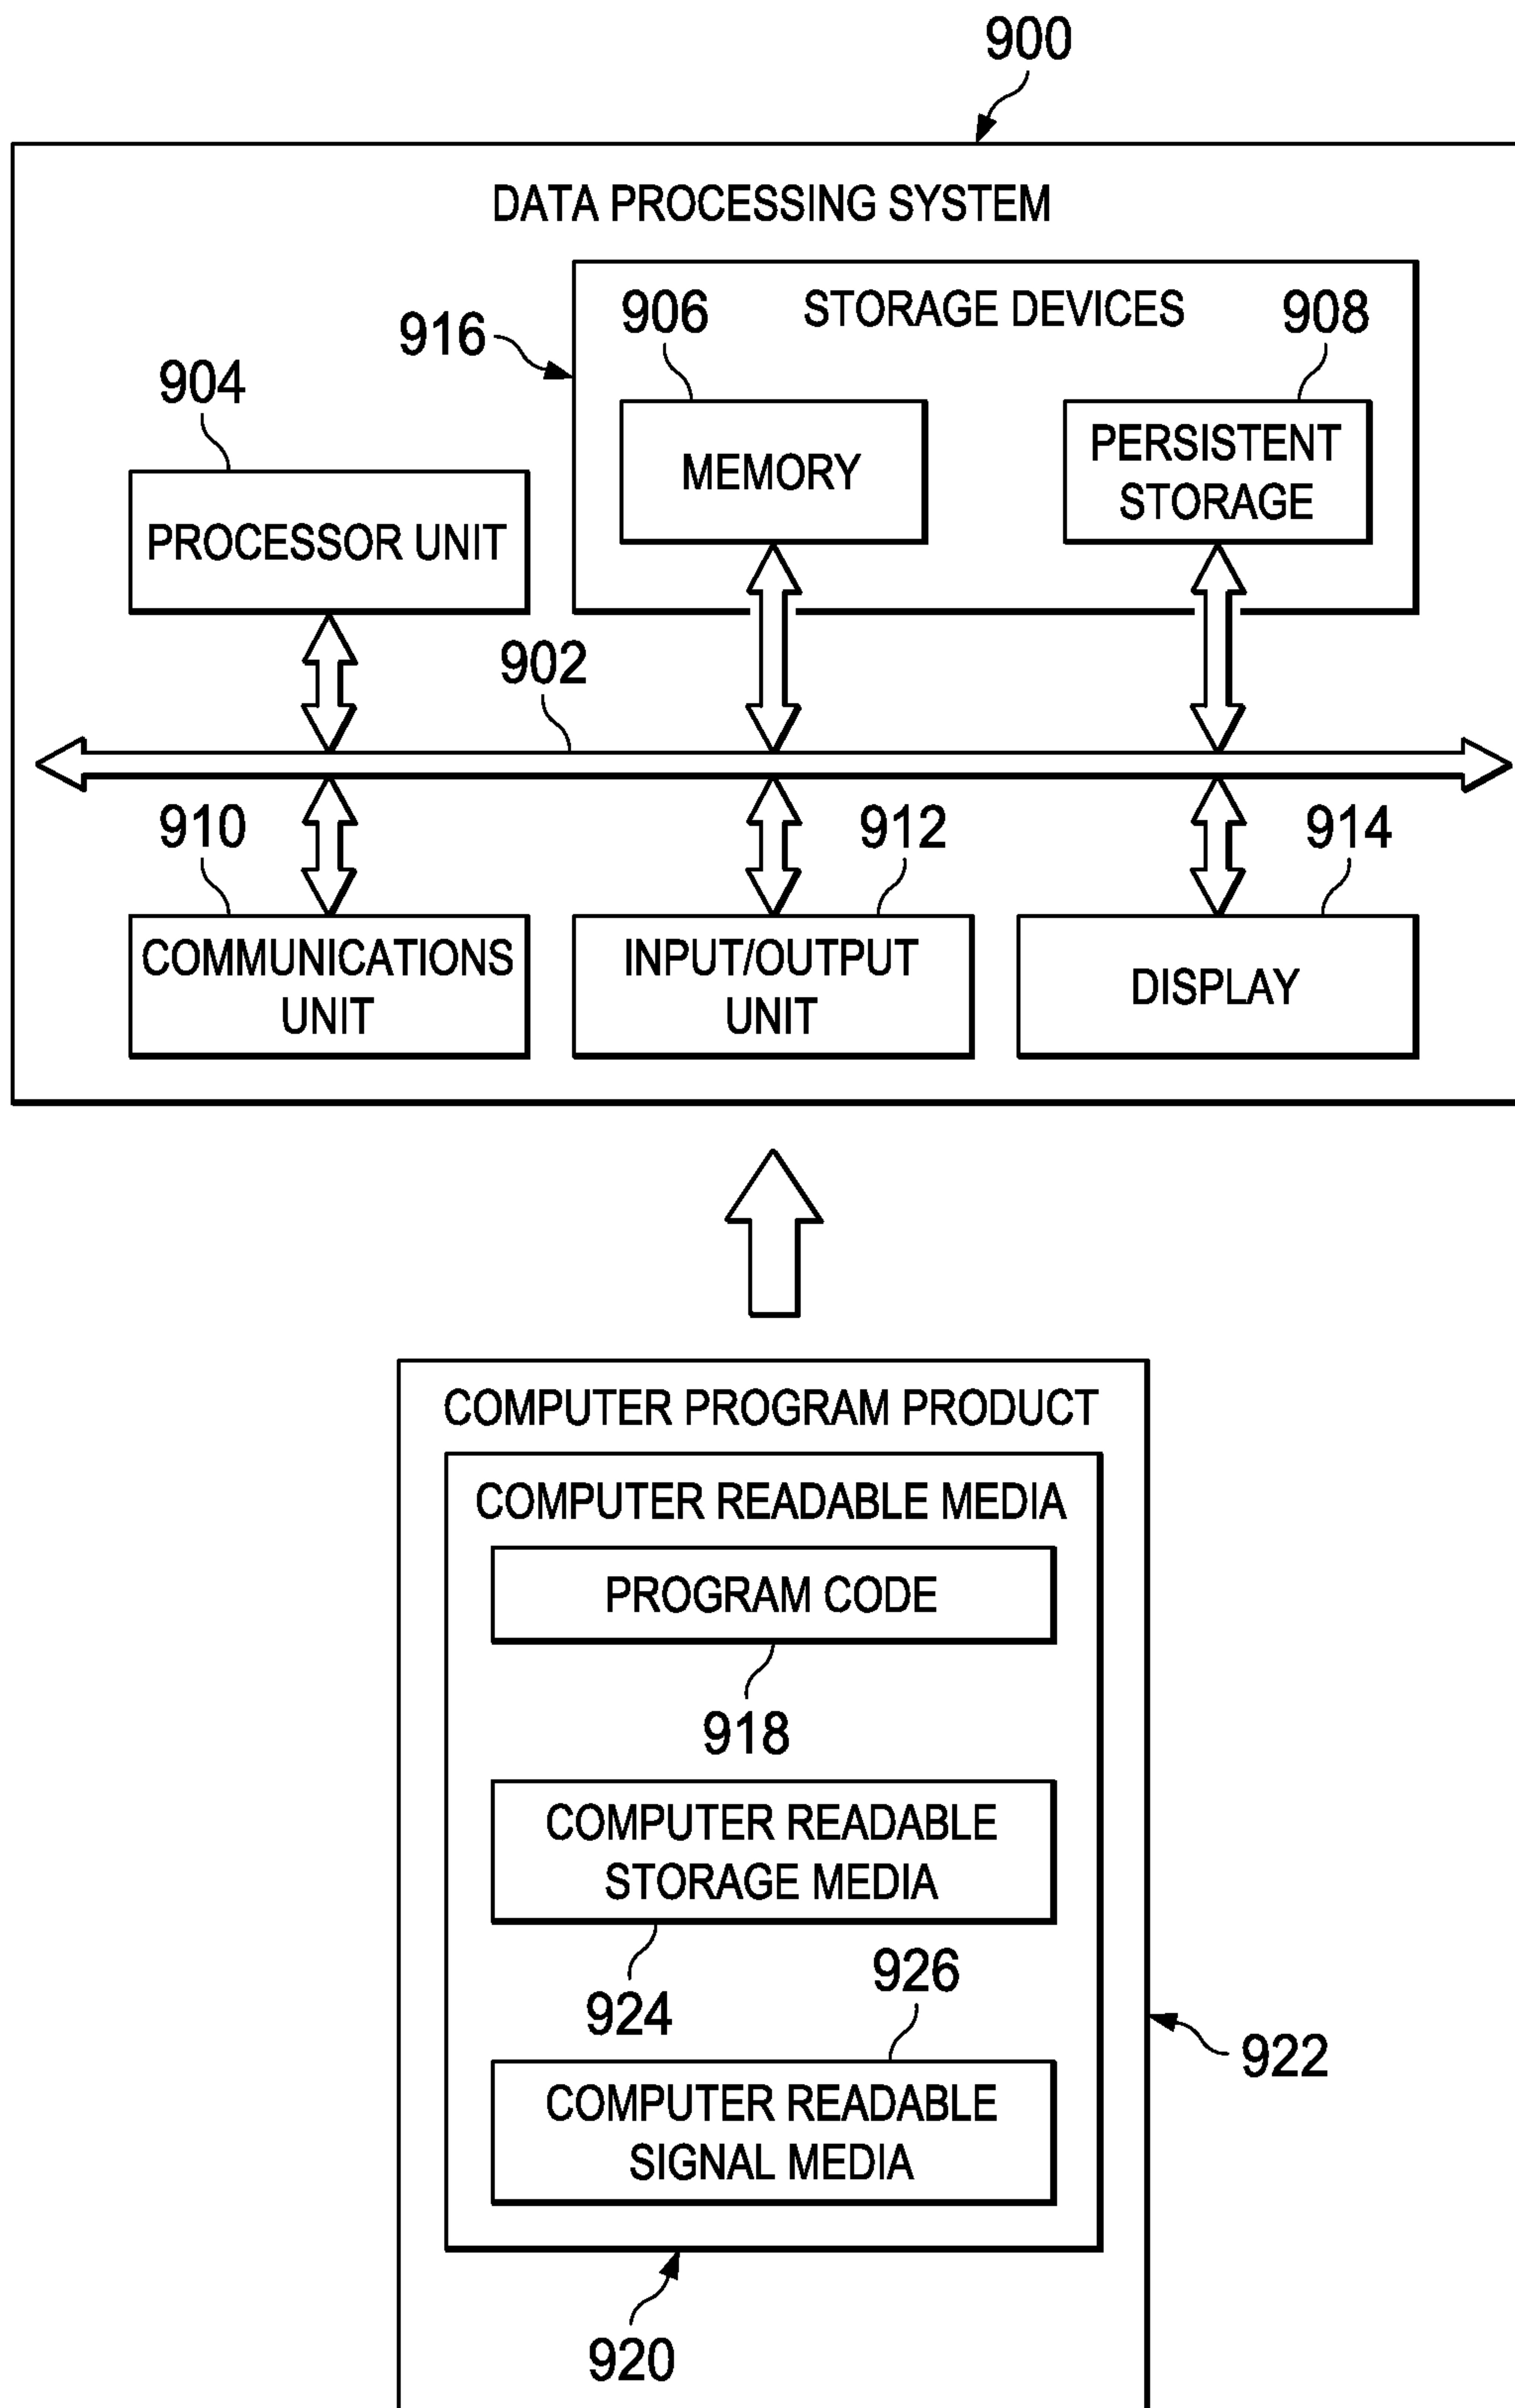 900
DATA PROCESSING SYSTEM
916
906
STORAGE DEVICES
908
904
MEMORY
PERSISTENT
STORAGE
PROCESSOR UNIT
902
910
912
914
COMMUNICATIONS
UNIT
INPUT/OUTPUT
UNIT
DISPLAY
COMPUTER PROGRAM PRODUCT
COMPUTER READABLE MEDIA
PROGRAM CODE
918
COMPUTER READABLE
STORAGE MEDIA
924
926
COMPUTER READABLE
SIGNAL MEDIA
922
920